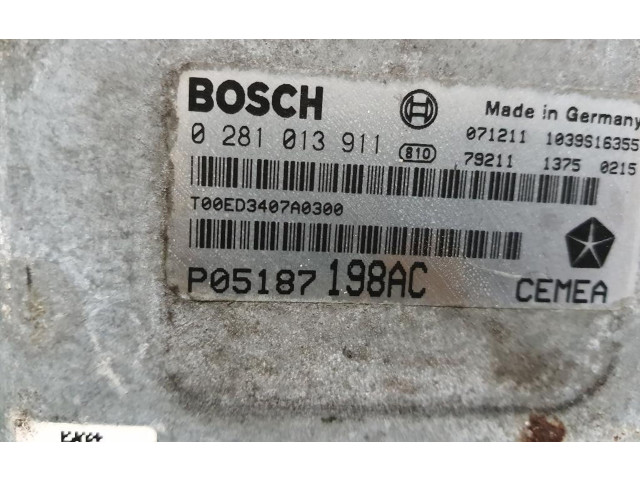 BOSCH
Made in Germany
0 281 013 911 810
071211 1039S16355
79211 1375 0215
T00ED3407A0300
P05187 198AC
CEMEA